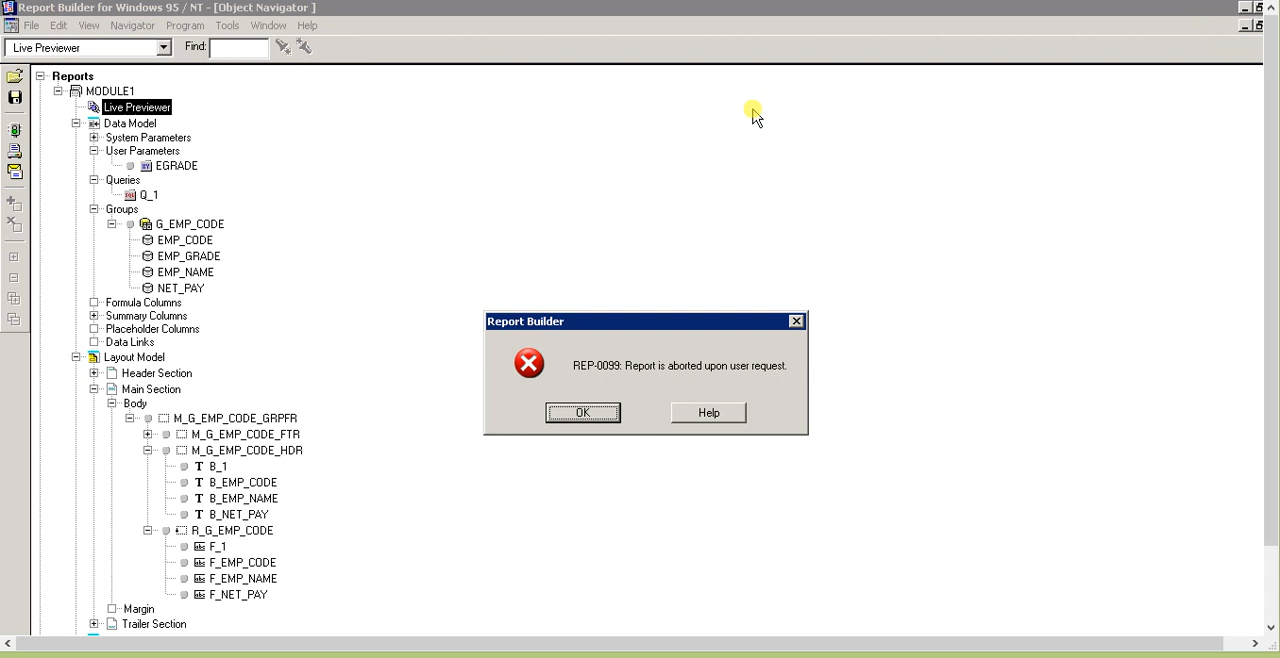 Report Builder for Windows 95 / NT - [Object Navigator ]
File Edit View Navigator Program Tools Window Help
Live Previewer Find:
Reports
MODULE1
Live Previewer
Data Model
System Parameters
User Parameters
EGRADE
Queries
Q_1
Groups
G_EMP_CODE
EMP_CODE
EMP_GRADE
EMP_NAME
NET_PAY
Formula Columns
Summary Columns
Placeholder Columns
Data Links
Layout Model
Header Section
Main Section
Body
M_G_EMP_CODE_GRPFR
M_G_EMP_CODE_FTR
M_G_EMP_CODE_HDR
T B_1
T B_EMP_CODE
T B_EMP_NAME
T B_NET_PAY
R_G_EMP_CODE
F_1
F_EMP_CODE
F_EMP_NAME
F_NET_PAY
Margin
Trailer Section
Report Builder
REP-0099: Report is aborted upon user request.
OK Help